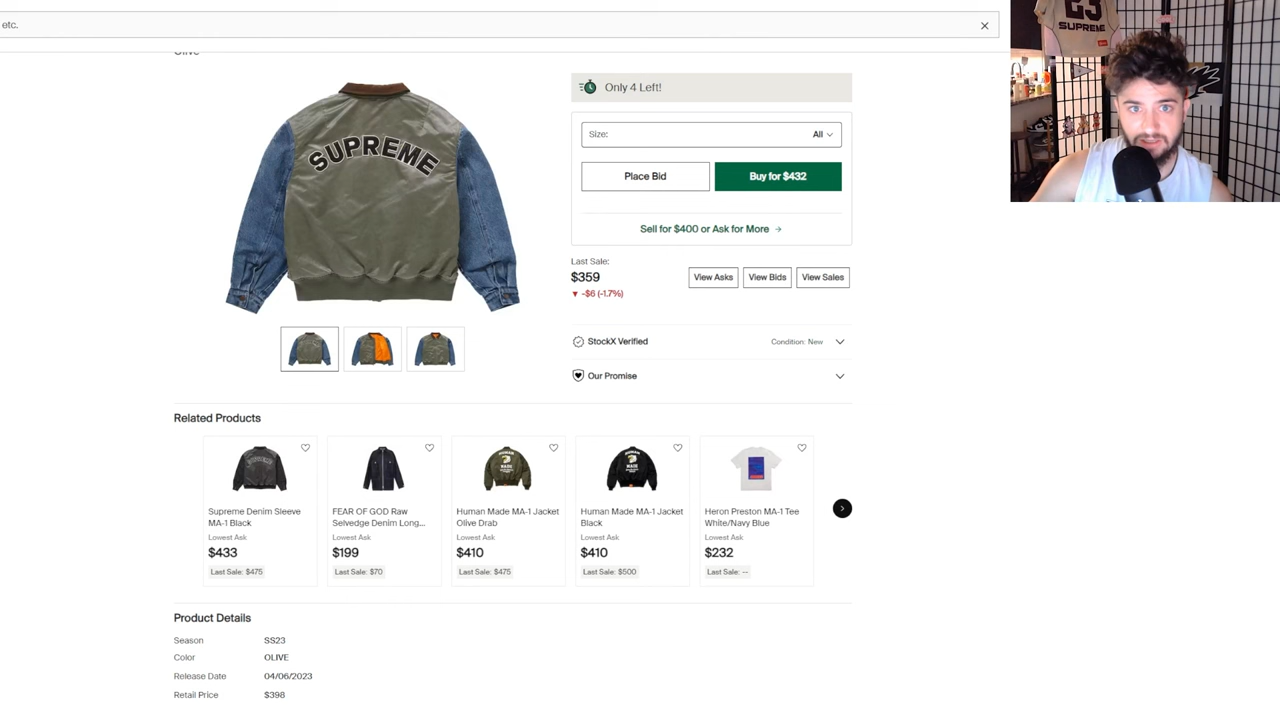 etc.
Olive
SUPREME
Only 4 Left!
Size:
All
Place Bid
Buy for $432
Sell for $400 or Ask for More
Last Sale:
$359
▼ -$6 (-1.7%)
View Asks
View Bids
View Sales
StockX Verified
Condition: New
Our Promise
Related Products
Supreme Denim Sleeve
MA-1 Black
Lowest Ask
$433
Last Sale: $475
FEAR OF GOD Raw
Selvedge Denim Long...
Lowest Ask
$199
Last Sale: $70
Human Made MA-1 Jacket
Olive Drab
Lowest Ask
$410
Last Sale: $475
Human Made MA-1 Jacket
Black
Lowest Ask
$410
Last Sale: $500
Heron Preston MA-1 Tee
White/Navy Blue
Lowest Ask
$232
Last Sale: --
Product Details
Season
SS23
Color
OLIVE
Release Date
04/06/2023
Retail Price
$398
23
SUPREME